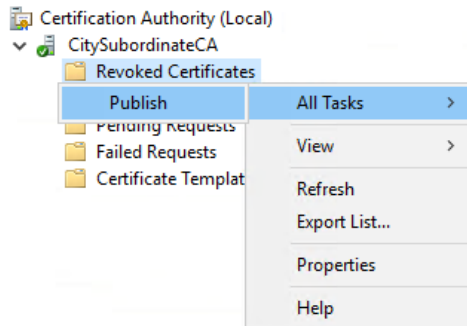 Certification Authority (Local)
CitySubordinateCA
Revoked Certificates
Publish
All Tasks
Pending Requests
View
Failed Requests
Certificate Templat
Refresh
Export List...
Properties
Help